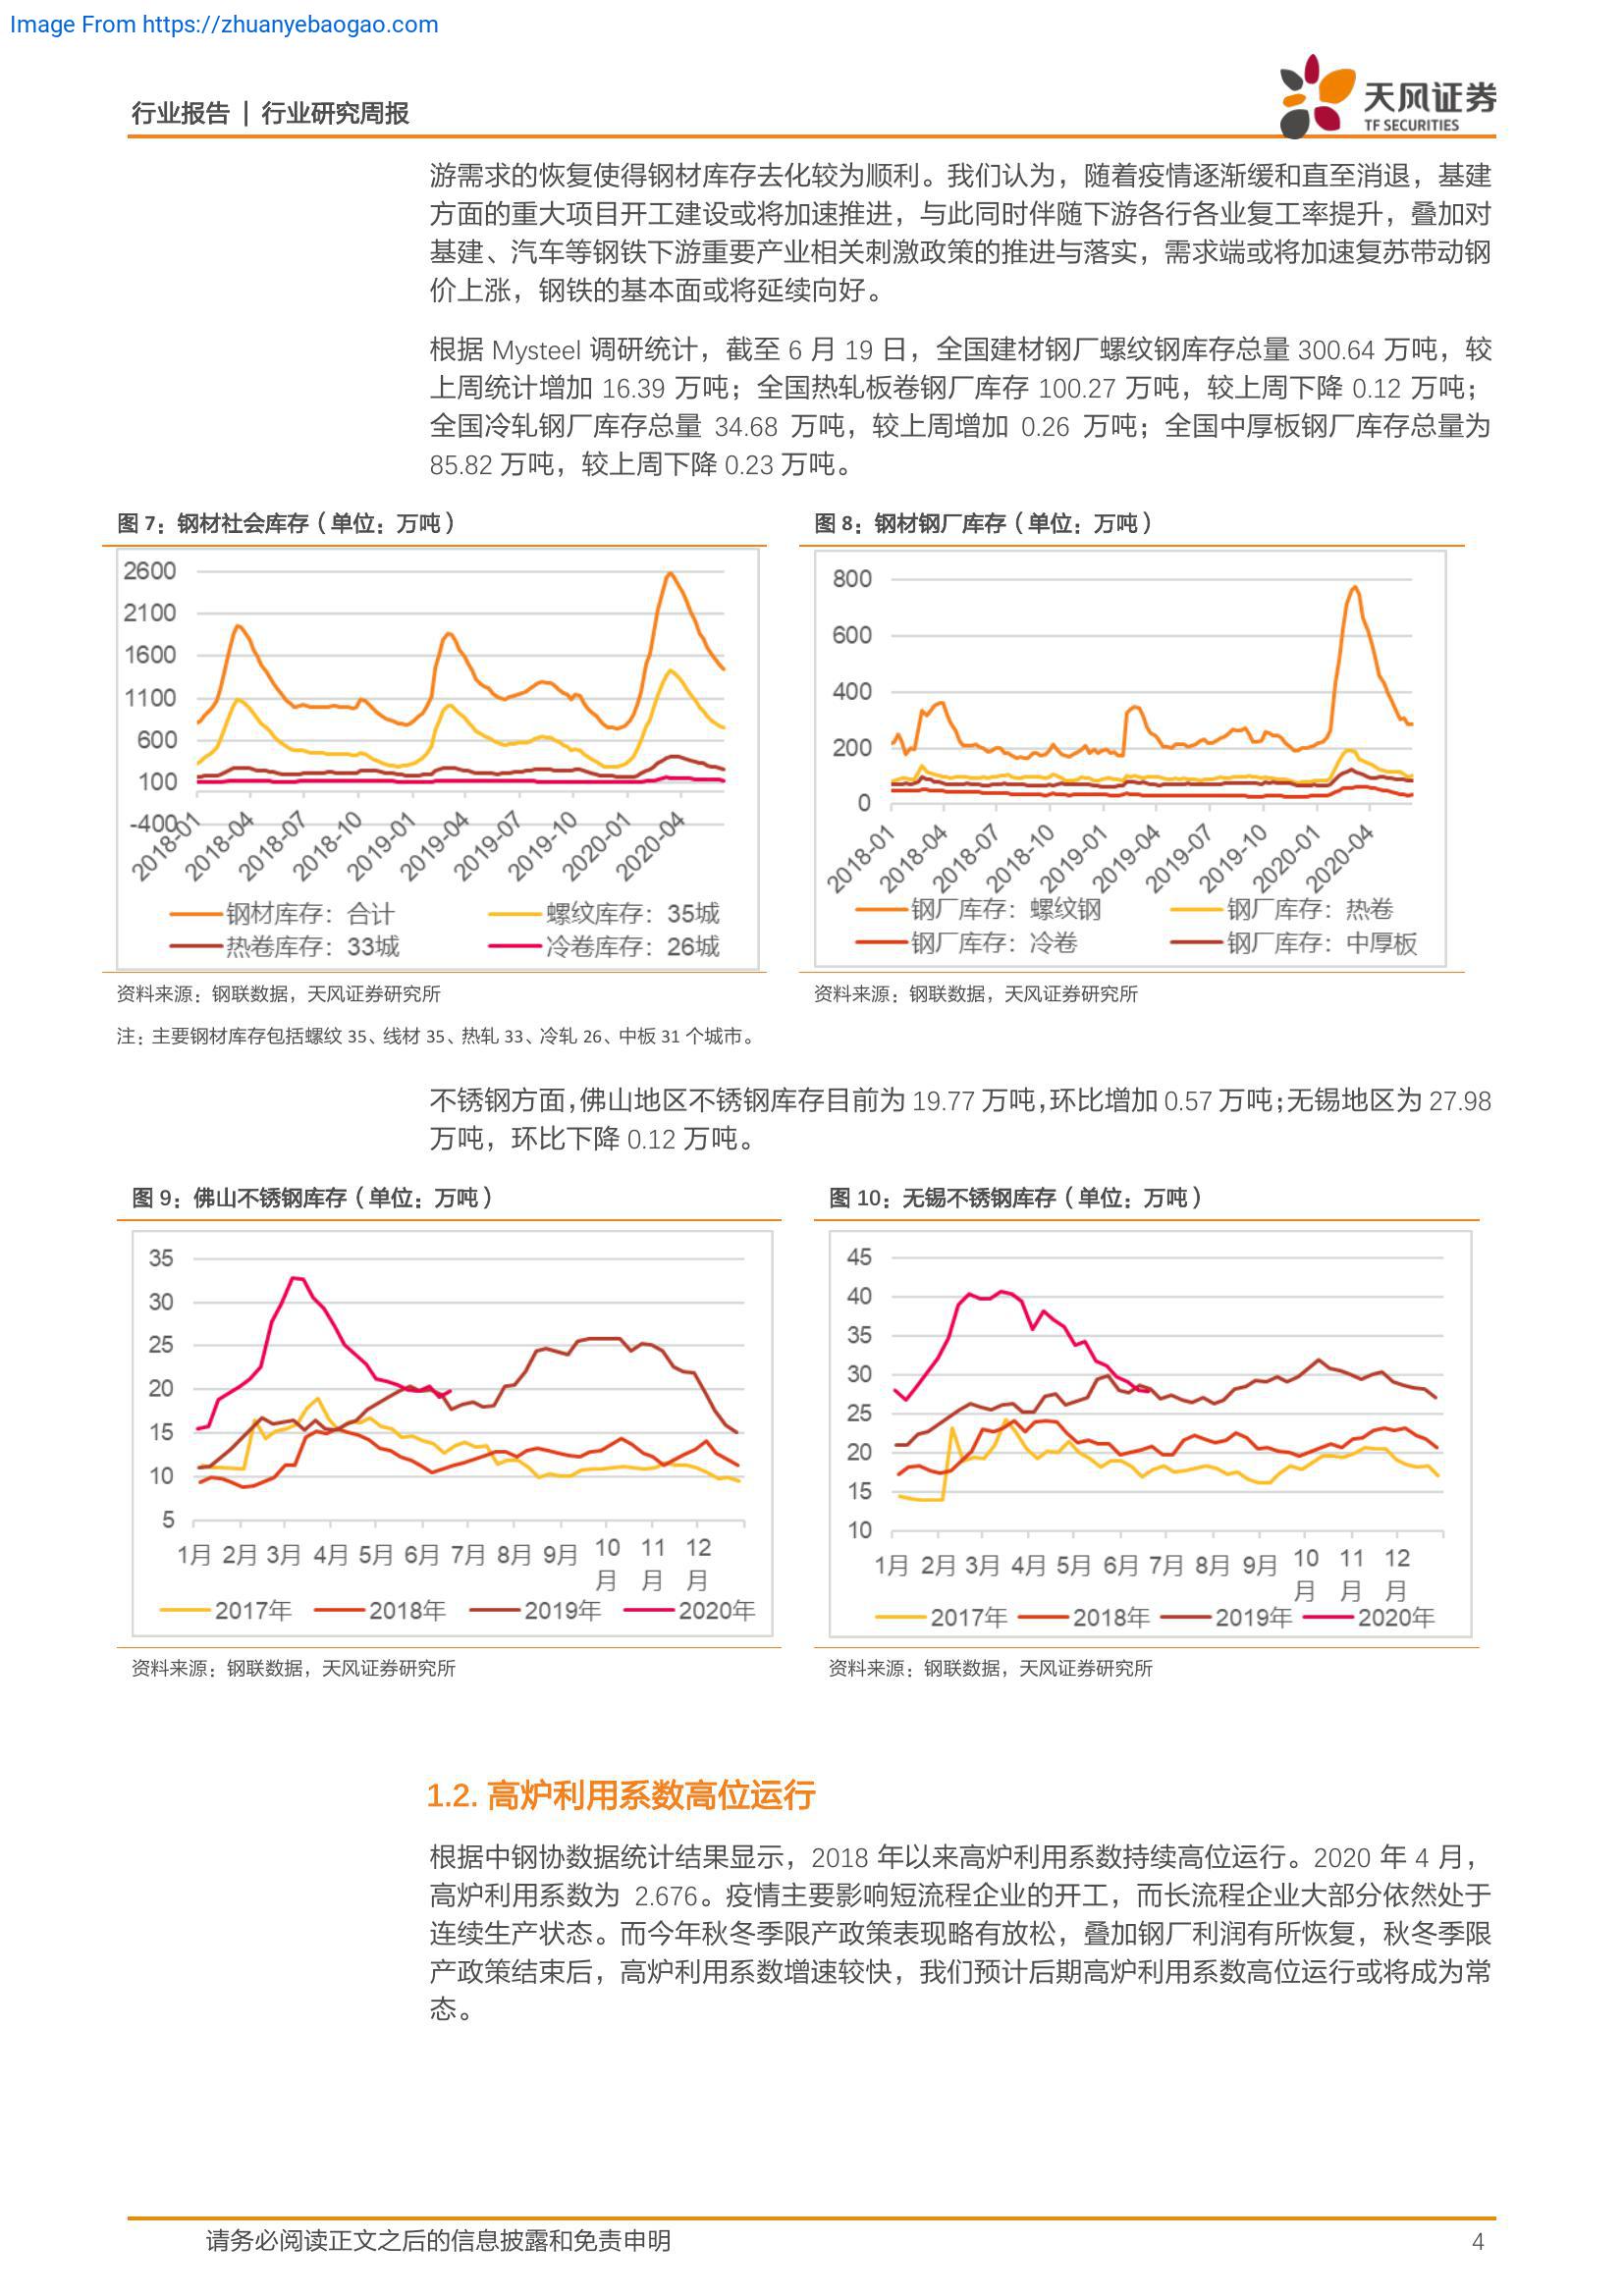 Image From https://zhuanyebaogao.com
行业报告 | 行业研究周报
天风证券
TF SECURITIES
游需求的恢复使得钢材库存去化较为顺利。我们认为，随着疫情逐渐缓和直至消退，基建
方面的重大项目开工建设或将加速推进，与此同时伴随下游各行各业复工率提升，叠加对
基建、汽车等钢铁下游重要产业相关刺激政策的推进与落实，需求端或将加速复苏带动钢
价上涨，钢铁的基本面或将延续向好。
根据 Mysteel 调研统计，截至 6 月 19 日，全国建材钢厂螺纹钢库存总量 300.64 万吨，较
上周统计增加 16.39 万吨；全国热轧板卷钢厂库存 100.27 万吨，较上周下降 0.12 万吨；
全国冷轧钢厂库存总量 34.68 万吨，较上周增加 0.26 万吨；全国中厚板钢厂库存总量为
85.82 万吨，较上周下降 0.23 万吨。
图 7：钢材社会库存（单位：万吨）
2600
2100
1600
1100
600
100
-400
2018-01 2018-04 2018-07 2018-10 2019-01 2019-04 2019-07 2019-10 2020-01 2020-04
钢材库存：合计 螺纹库存：35城
热卷库存：33城 冷卷库存：26城
资料来源：钢联数据，天风证券研究所
注：主要钢材库存包括螺纹 35、线材 35、热轧 33、冷轧 26、中板 31 个城市。
图 8：钢材钢厂库存（单位：万吨）
800
600
400
200
0
2018-01 2018-04 2018-07 2018-10 2019-01 2019-04 2019-07 2019-10 2020-01 2020-04
钢厂库存：螺纹钢 钢厂库存：热卷
钢厂库存：冷卷 钢厂库存：中厚板
资料来源：钢联数据，天风证券研究所
不锈钢方面，佛山地区不锈钢库存目前为 19.77 万吨，环比增加 0.57 万吨；无锡地区为 27.98
万吨，环比下降 0.12 万吨。
图 9：佛山不锈钢库存（单位：万吨）
35
30
25
20
15
10
5
1月 2月 3月 4月 5月 6月 7月 8月 9月 10月 11月 12月
2017年 2018年 2019年 2020年
资料来源：钢联数据，天风证券研究所
图 10：无锡不锈钢库存（单位：万吨）
45
40
35
30
25
20
15
10
1月 2月 3月 4月 5月 6月 7月 8月 9月 10月 11月 12月
2017年 2018年 2019年 2020年
资料来源：钢联数据，天风证券研究所
1.2. 高炉利用系数高位运行
根据中钢协数据统计结果显示，2018 年以来高炉利用系数持续高位运行。2020 年 4 月，
高炉利用系数为 2.676。疫情主要影响短流程企业的开工，而长流程企业大部分依然处于
连续生产状态。而今年秋冬季限产政策表现略有放松，叠加钢厂利润有所恢复，秋冬季限
产政策结束后，高炉利用系数增速较快，我们预计后期高炉利用系数高位运行或将成为常
态。
请务必阅读正文之后的信息披露和免责申明
4